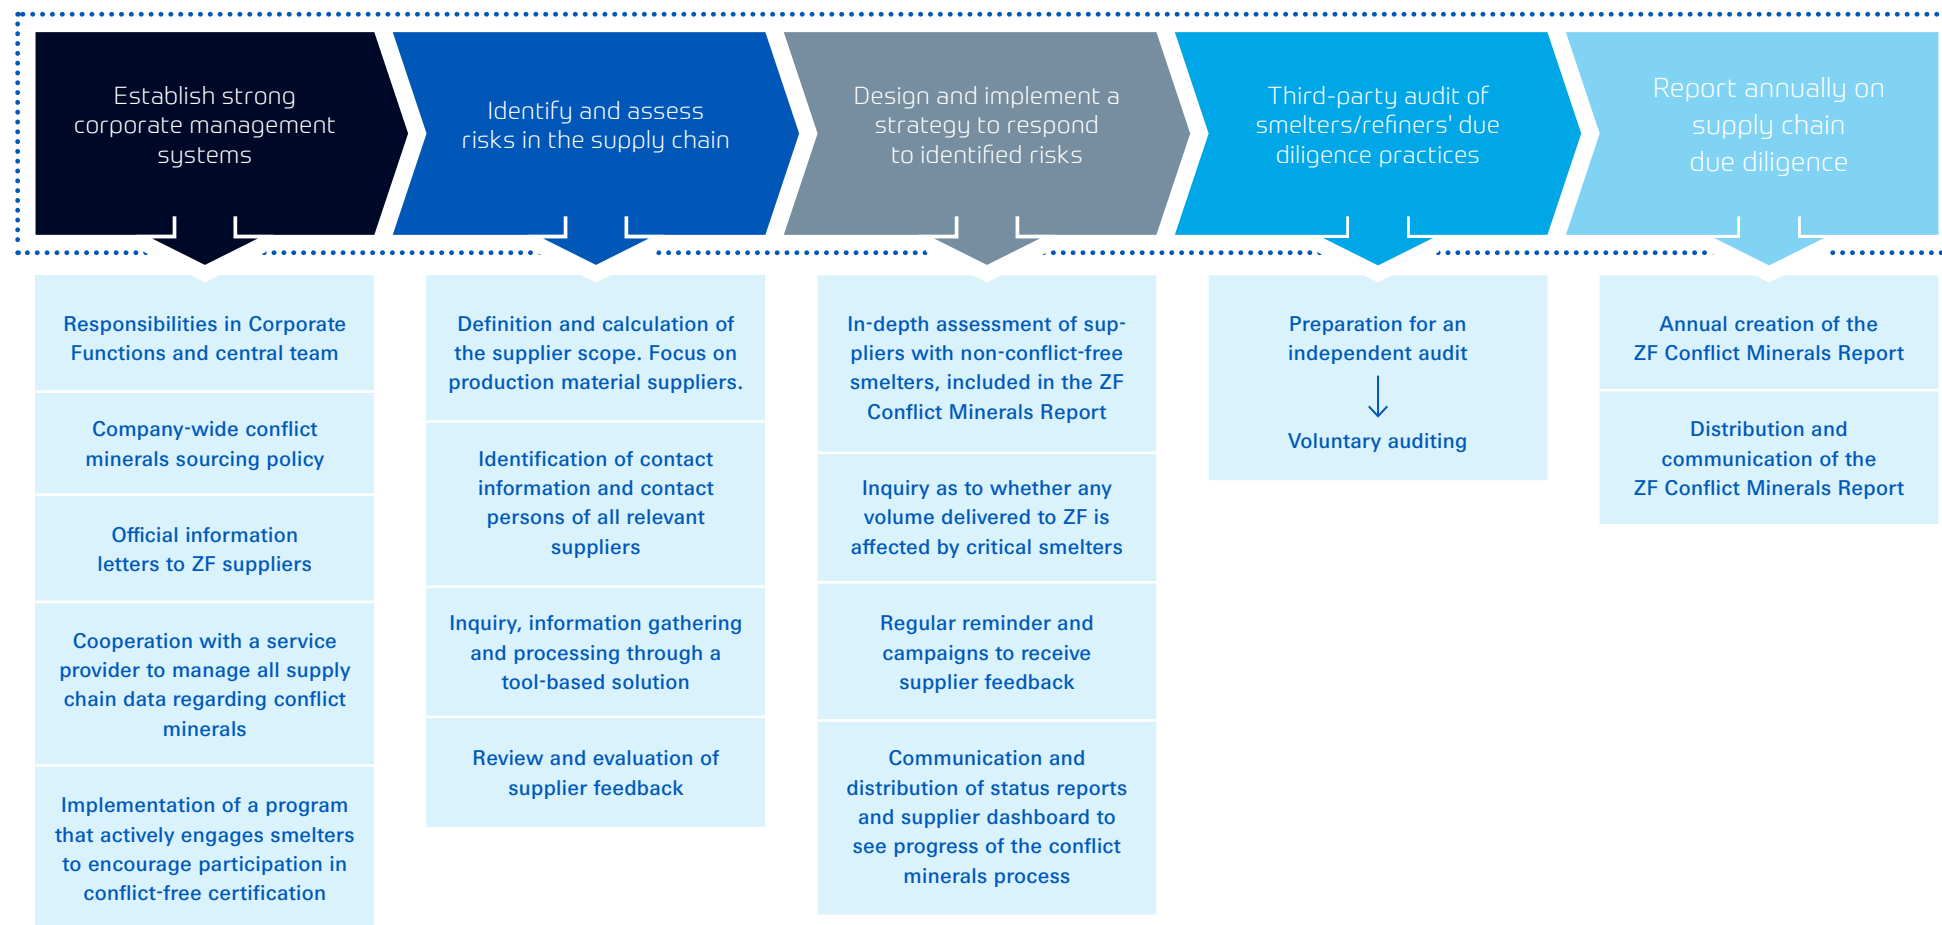 Establish strong
corporate management
systems
Identify and assess
risks in the supply chain
Design and implement a
strategy to respond
to identified risks
Third-party audit of
smelters/refiners' due
diligence practices
Report annually on
supply chain
due diligence
Responsibilities in Corporate
Functions and central team
Company-wide conflict
minerals sourcing policy
Official information
letters to ZF suppliers
Cooperation with a service
provider to manage all supply
chain data regarding conflict
minerals
Implementation of a program
that actively engages smelters
to encourage participation in
conflict-free certification
Definition and calculation of
the supplier scope. Focus on
production material suppliers.
Identification of contact
information and contact
persons of all relevant
suppliers
Inquiry, information gathering
and processing through a
tool-based solution
Review and evaluation of
supplier feedback
In-depth assessment of sup-
pliers with non-conflict-free
smelters, included in the ZF
Conflict Minerals Report
Inquiry as to whether any
volume delivered to ZF is
affected by critical smelters
Regular reminder and
campaigns to receive
supplier feedback
Communication and
distribution of status reports
and supplier dashboard to
see progress of the conflict
minerals process
Preparation for an
independent audit
Voluntary auditing
Annual creation of the
ZF Conflict Minerals Report
Distribution and
communication of the
ZF Conflict Minerals Report